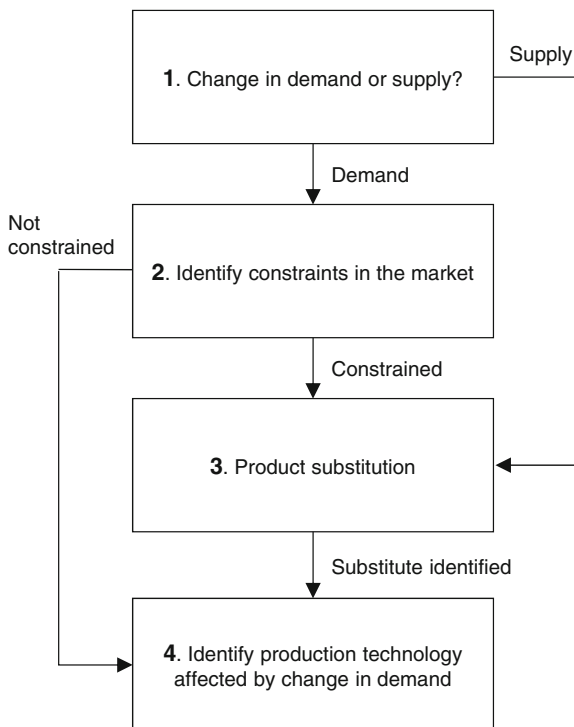 1. Change in demand or supply?
Supply
Demand
Not
constrained
2. Identify constraints in the market
Constrained
3. Product substitution
Substitute identified
4. Identify production technology
affected by change in demand